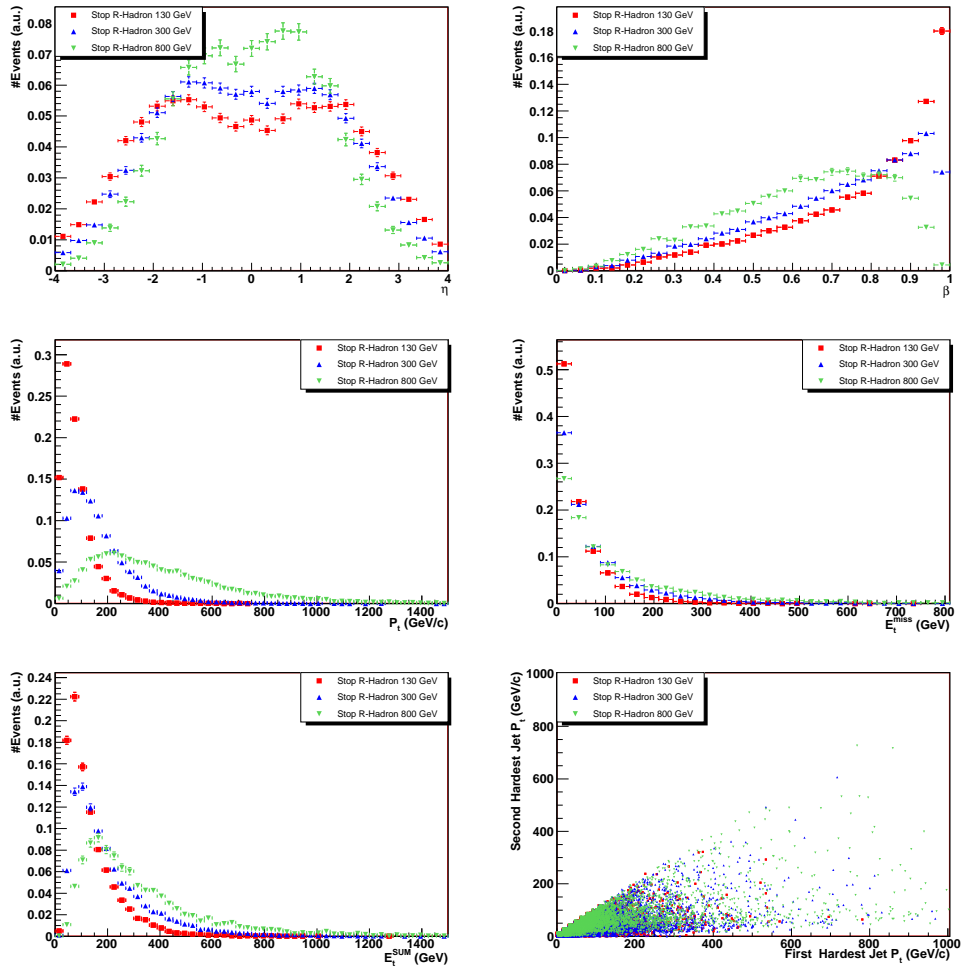 #Events (a.u.)
Stop R-Hadron 130 GeV
Stop R-Hadron 300 GeV
Stop R-Hadron 800 GeV
0.08
0.07
0.06
0.05
0.04
0.03
0.02
0.01
0
-4 -3 -2 -1 0 1 2 3 4
η
#Events (a.u.)
Stop R-Hadron 130 GeV
Stop R-Hadron 300 GeV
Stop R-Hadron 800 GeV
0.18
0.16
0.14
0.12
0.1
0.08
0.06
0.04
0.02
0
0 0.1 0.2 0.3 0.4 0.5 0.6 0.7 0.8 0.9 1
β
#Events (a.u.)
Stop R-Hadron 130 GeV
Stop R-Hadron 300 GeV
Stop R-Hadron 800 GeV
0.3
0.25
0.2
0.15
0.1
0.05
0
0 200 400 600 800 1000 1200 1400
P_t (GeV/c)
#Events (a.u.)
Stop R-Hadron 130 GeV
Stop R-Hadron 300 GeV
Stop R-Hadron 800 GeV
0.5
0.4
0.3
0.2
0.1
0
0 100 200 300 400 500 600 700 800
E_t^miss (GeV)
#Events (a.u.)
Stop R-Hadron 130 GeV
Stop R-Hadron 300 GeV
Stop R-Hadron 800 GeV
0.24
0.22
0.2
0.18
0.16
0.14
0.12
0.1
0.08
0.06
0.04
0.02
0
0 200 400 600 800 1000 1200 1400
E_t^SUM (GeV)
Second Hardest Jet P_t (GeV/c)
Stop R-Hadron 130 GeV
Stop R-Hadron 300 GeV
Stop R-Hadron 800 GeV
1000
800
600
400
200
0
0 200 400 600 800 1000
First Hardest Jet P_t (GeV/c)